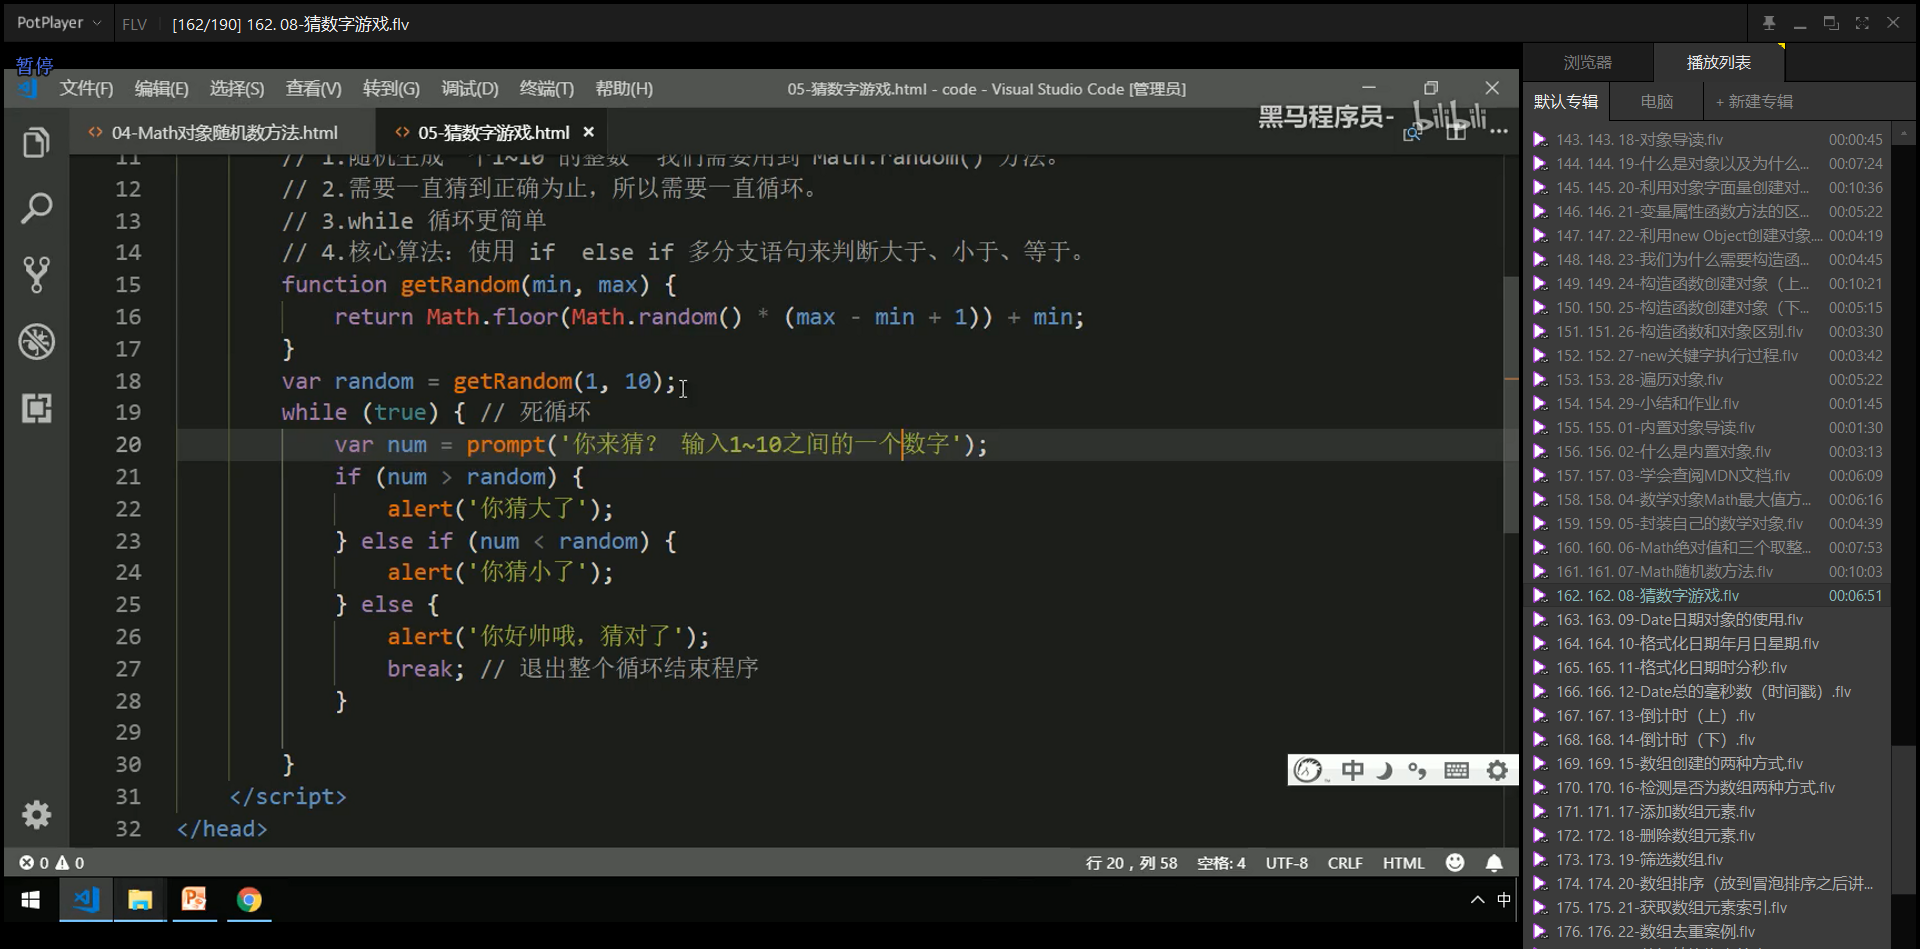 PotPlayer
FLV
[162/190] 162. 08-猜数字游戏.flv
暂停
文件(F) 编辑(E) 选择(S) 查看(V) 转到(G) 调试(D) 终端(T) 帮助(H)
05-猜数字游戏.html - code - Visual Studio Code [管理员]
黑马程序员- bilibili
04-Math对象随机数方法.html
05-猜数字游戏.html
11 // 1.随机生成一个1~10 的整数 我们需要用到 Math.random() 方法。
12 // 2.需要一直猜到正确为止，所以需要一直循环。
13 // 3.while 循环更简单
14 // 4.核心算法：使用 if  else if 多分支语句来判断大于、小于、等于。
15 function getRandom(min, max) {
16 return Math.floor(Math.random() * (max - min + 1)) + min;
17 }
18 var random = getRandom(1, 10);
19 while (true) { // 死循环
20 var num = prompt('你来猜？ 输入1~10之间的一个数字');
21 if (num > random) {
22 alert('你猜大了');
23 } else if (num < random) {
24 alert('你猜小了');
25 } else {
26 alert('你好帅哦，猜对了');
27 break; // 退出整个循环结束程序
28 }
29
30 }
31 </script>
32 </head>
0 0
行 20，列 58 空格: 4 UTF-8 CRLF HTML
中
中
浏览器 播放列表
默认专辑 电脑 + 新建专辑
143. 143. 18-对象导读.flv 00:00:45
144. 144. 19-什么是对象以及为什么... 00:07:24
145. 145. 20-利用对象字面量创建对... 00:10:36
146. 146. 21-变量属性函数方法的区... 00:05:22
147. 147. 22-利用new Object创建对象.... 00:04:19
148. 148. 23-我们为什么需要构造函... 00:04:45
149. 149. 24-构造函数创建对象（上... 00:10:21
150. 150. 25-构造函数创建对象（下... 00:05:15
151. 151. 26-构造函数和对象区别.flv 00:03:30
152. 152. 27-new关键字执行过程.flv 00:03:42
153. 153. 28-遍历对象.flv 00:05:22
154. 154. 29-小结和作业.flv 00:01:45
155. 155. 01-内置对象导读.flv 00:01:30
156. 156. 02-什么是内置对象.flv 00:03:13
157. 157. 03-学会查阅MDN文档.flv 00:06:09
158. 158. 04-数学对象Math最大值方... 00:06:16
159. 159. 05-封装自己的数学对象.flv 00:04:39
160. 160. 06-Math绝对值和三个取整... 00:07:53
161. 161. 07-Math随机数方法.flv 00:10:03
162. 162. 08-猜数字游戏.flv 00:06:51
163. 163. 09-Date日期对象的使用.flv
164. 164. 10-格式化日期年月日星期.flv
165. 165. 11-格式化日期时分秒.flv
166. 166. 12-Date总的毫秒数（时间戳）.flv
167. 167. 13-倒计时（上）.flv
168. 168. 14-倒计时（下）.flv
169. 169. 15-数组创建的两种方式.flv
170. 170. 16-检测是否为数组两种方式.flv
171. 171. 17-添加数组元素.flv
172. 172. 18-删除数组元素.flv
173. 173. 19-筛选数组.flv
174. 174. 20-数组排序（放到冒泡排序之后讲...
175. 175. 21-获取数组元素索引.flv
176. 176. 22-数组去重案例.flv